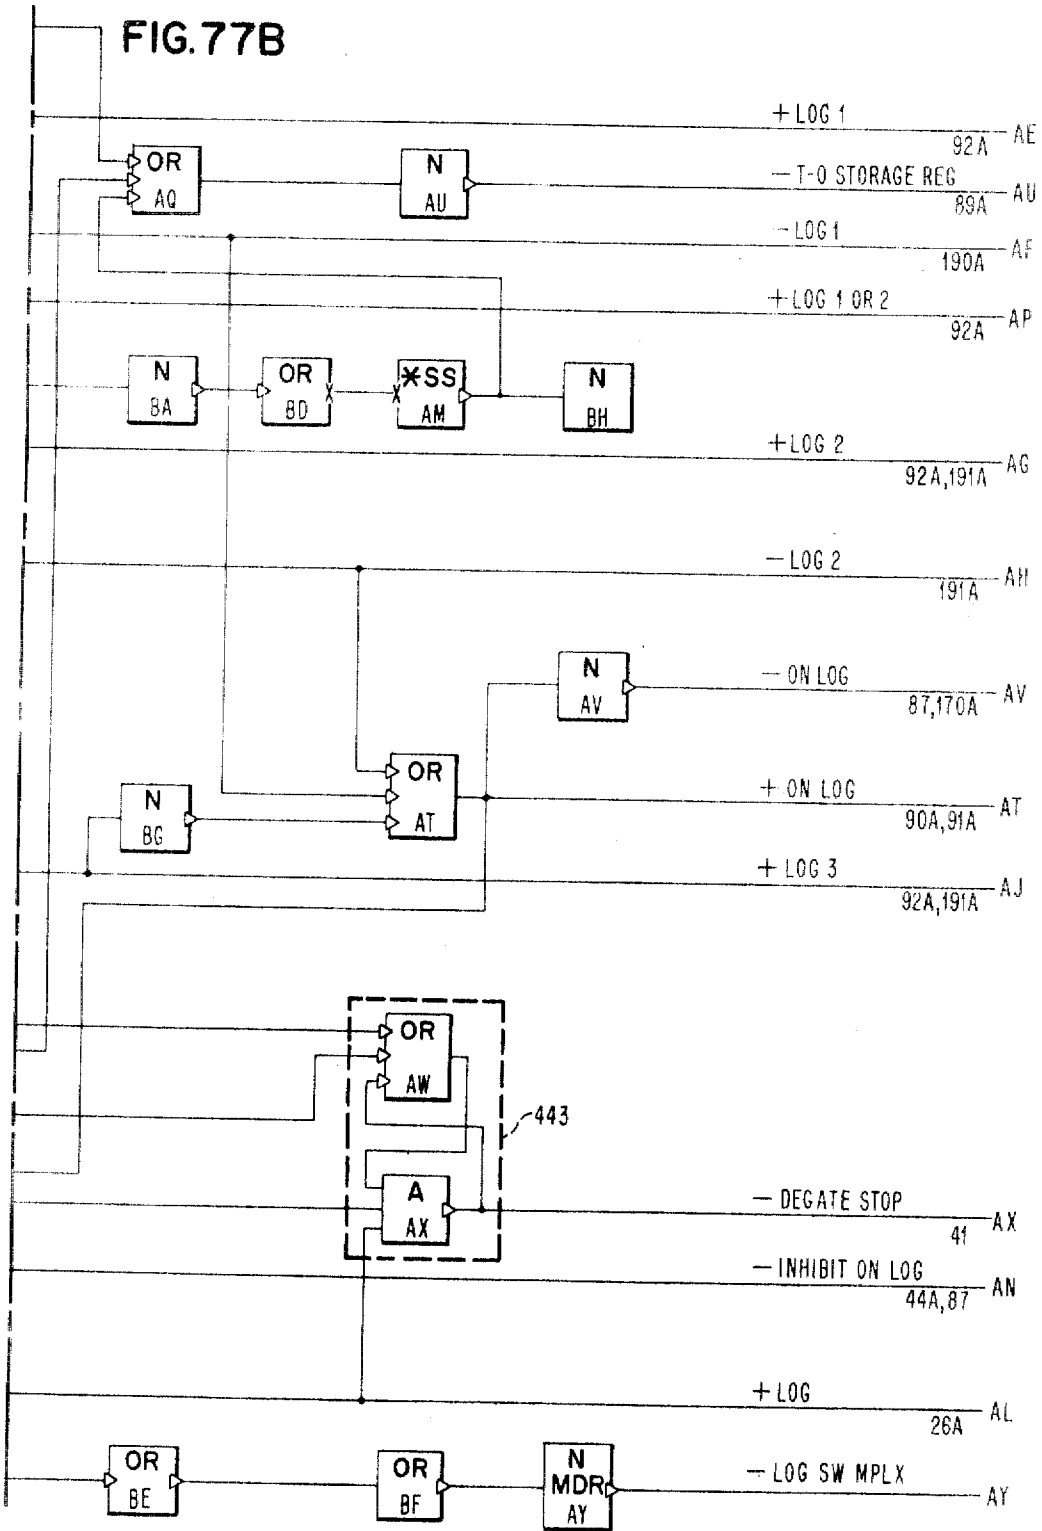 FIG. 77B
+ LOG 1
92A
AE
OR
AQ
N
AU
- T-O STORAGE REG
89A
AU
- LOG 1
190A
AF
+ LOG 1 OR 2
92A
AP
N
BA
OR
BD
*SS
AM
N
BH
+ LOG 2
92A,191A
AG
- LOG 2
191A
AH
N
AV
- ON LOG
87,170A
AV
OR
AT
+ ON LOG
90A,91A
AT
N
BG
+ LOG 3
92A,191A
AJ
OR
AW
443
A
AX
- DEGATE STOP
41
AX
- INHIBIT ON LOG
44A,87
AN
+ LOG
26A
AL
OR
BE
OR
BF
N
MDR
AY
- LOG SW MPLX
AY